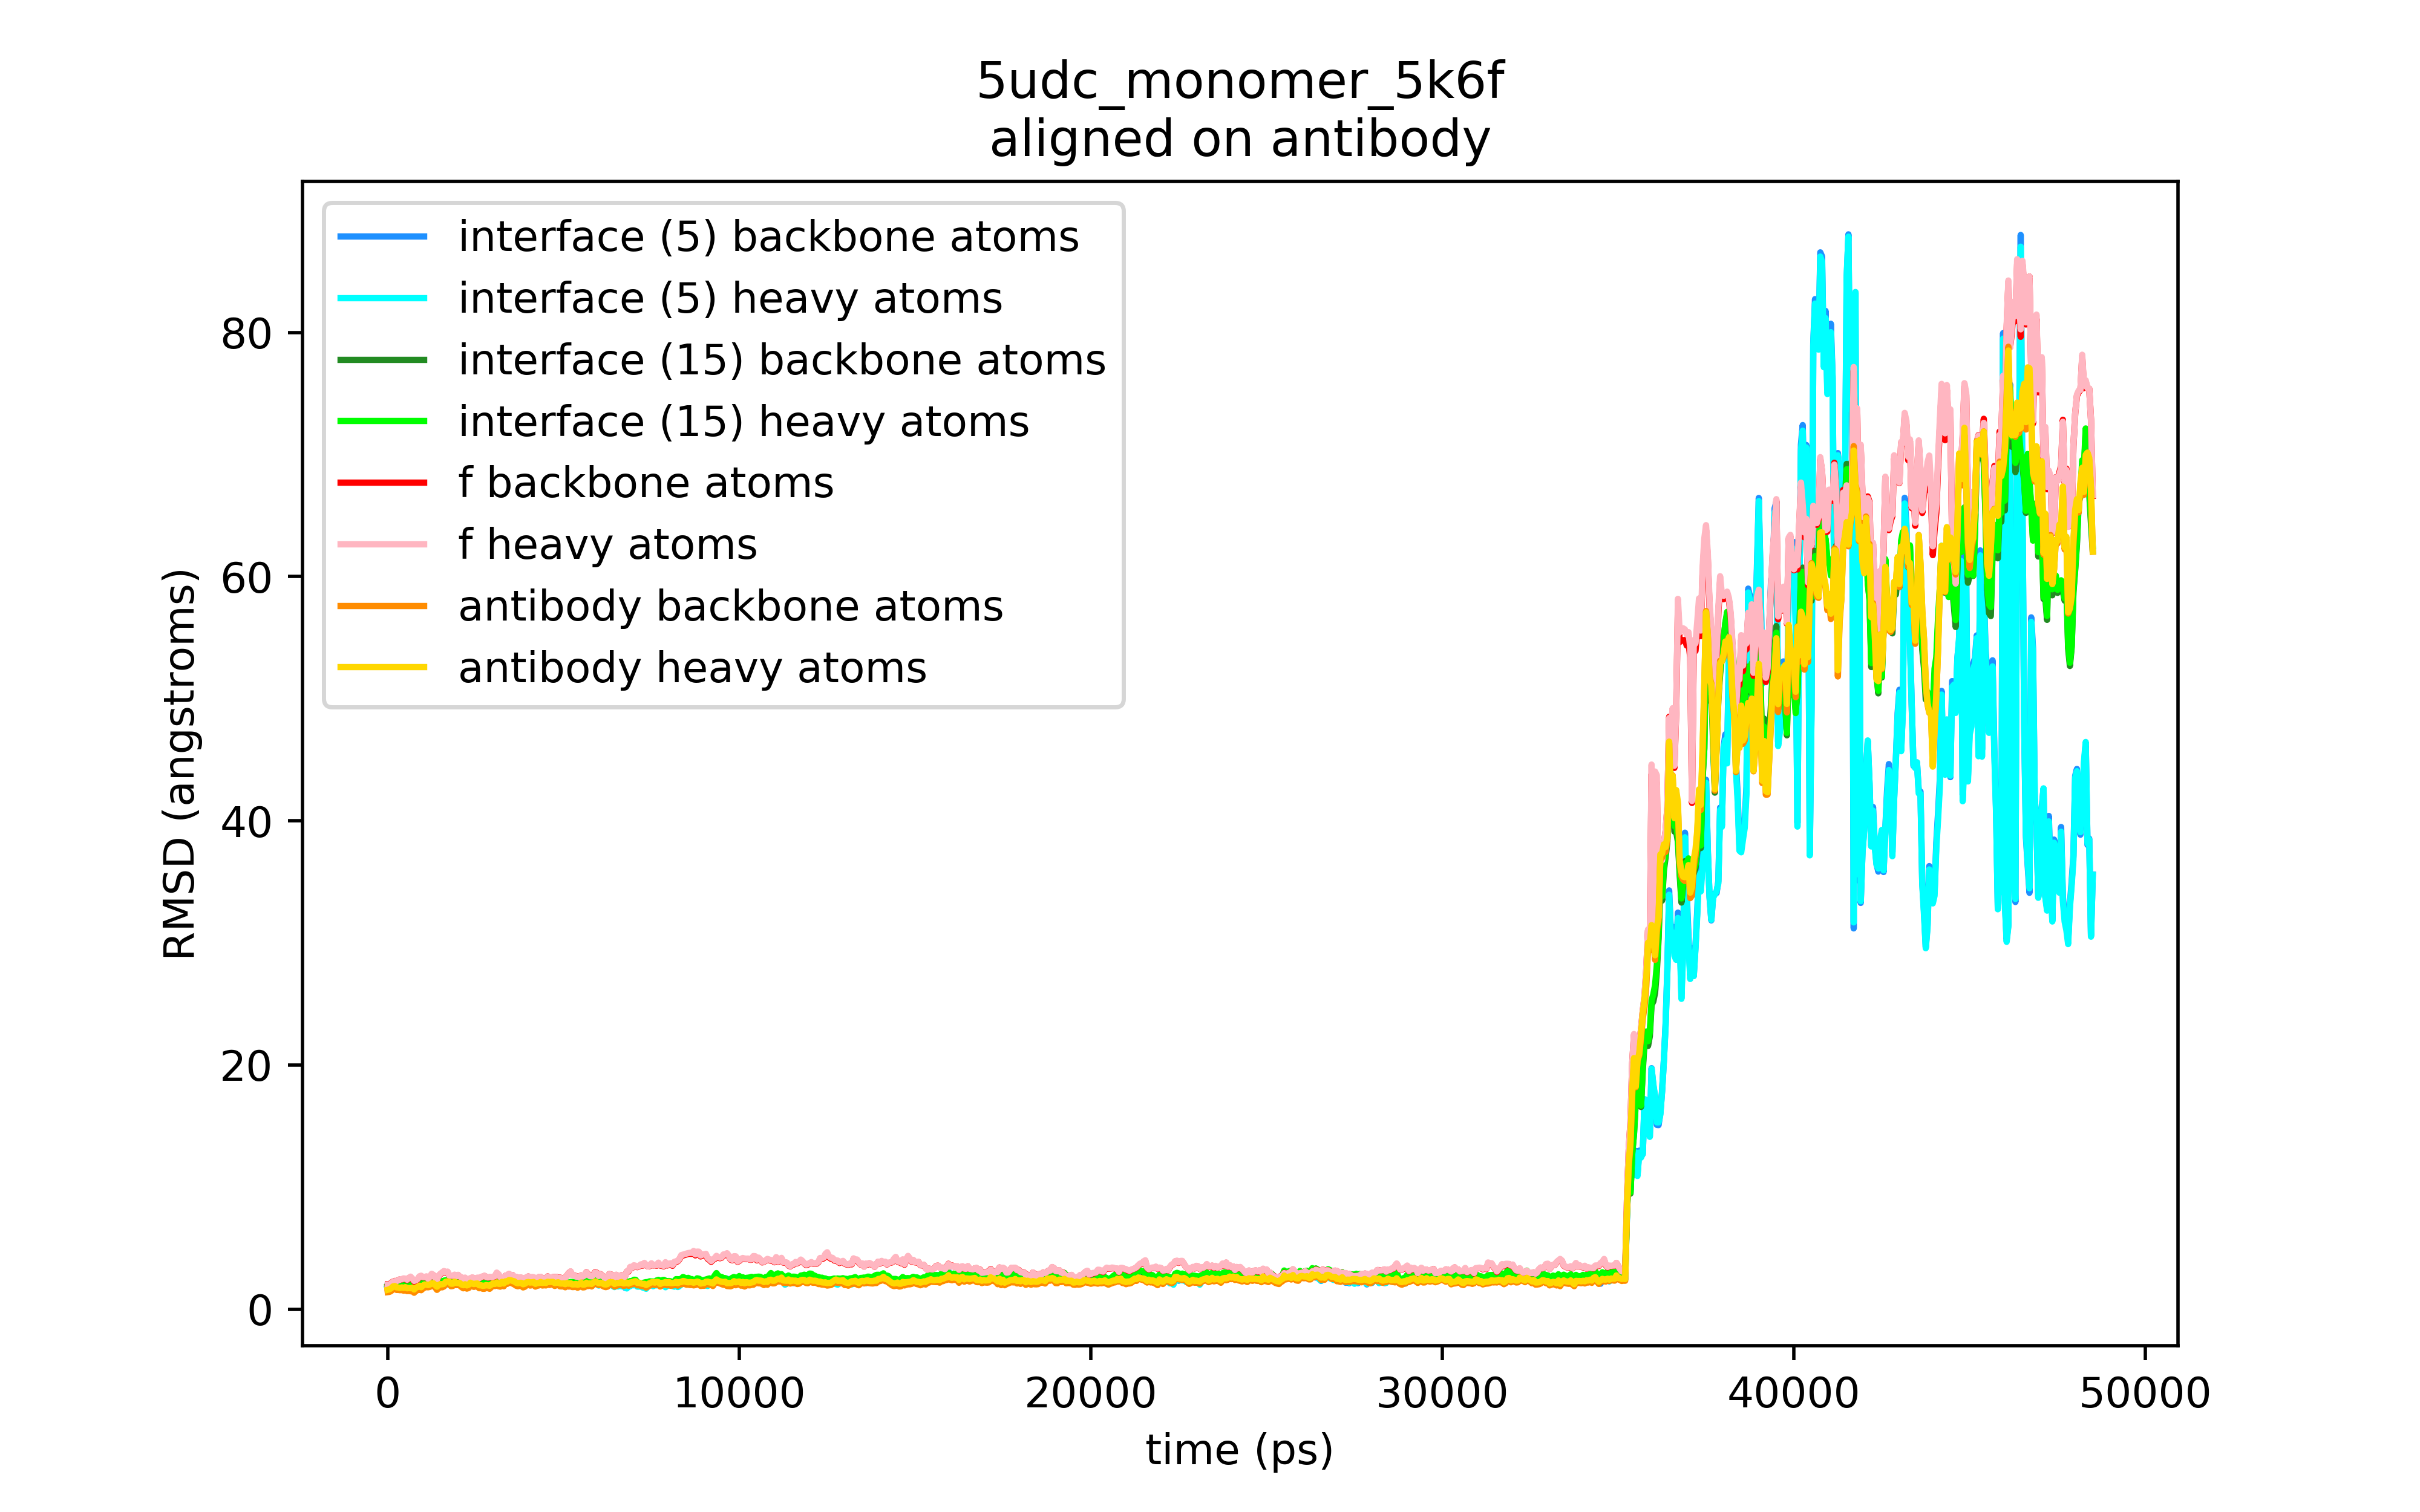 5udc_monomer_5k6f
aligned on antibody
interface (5) backbone atoms
interface (5) heavy atoms
interface (15) backbone atoms
interface (15) heavy atoms
f backbone atoms
f heavy atoms
antibody backbone atoms
antibody heavy atoms
RMSD (angstroms)
80
60
40
20
0
0 10000 20000 30000 40000 50000
time (ps)